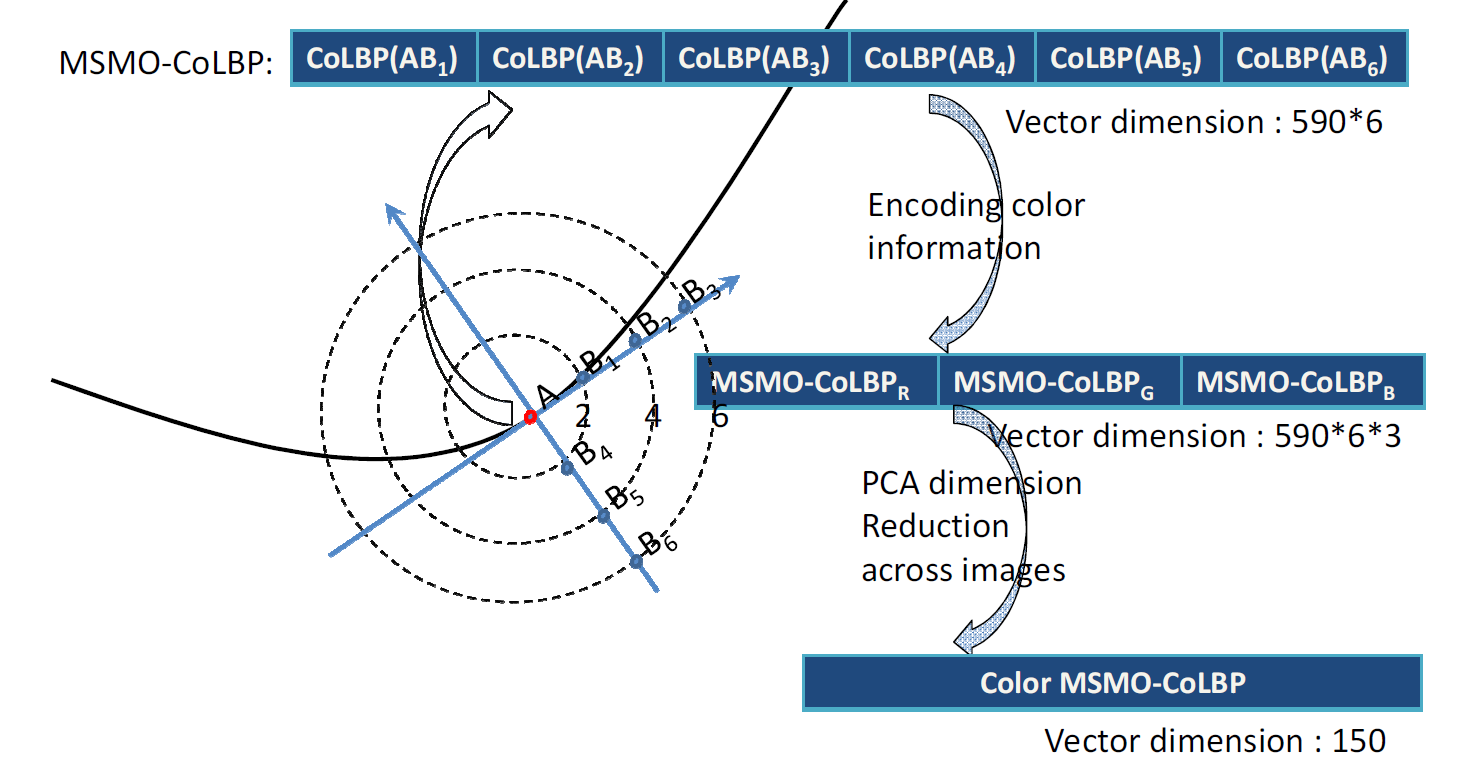 MSMO-CoLBP:
CoLBP(AB1) CoLBP(AB2) CoLBP(AB3) CoLBP(AB4) CoLBP(AB5) CoLBP(AB6)
Vector dimension : 590*6
Encoding color
information
B3
B2
B1
A
2 4 6
B4
B5
B6
MSMO-CoLBPR MSMO-CoLBPG MSMO-CoLBPB
Vector dimension : 590*6*3
PCA dimension
Reduction
across images
Color MSMO-CoLBP
Vector dimension : 150